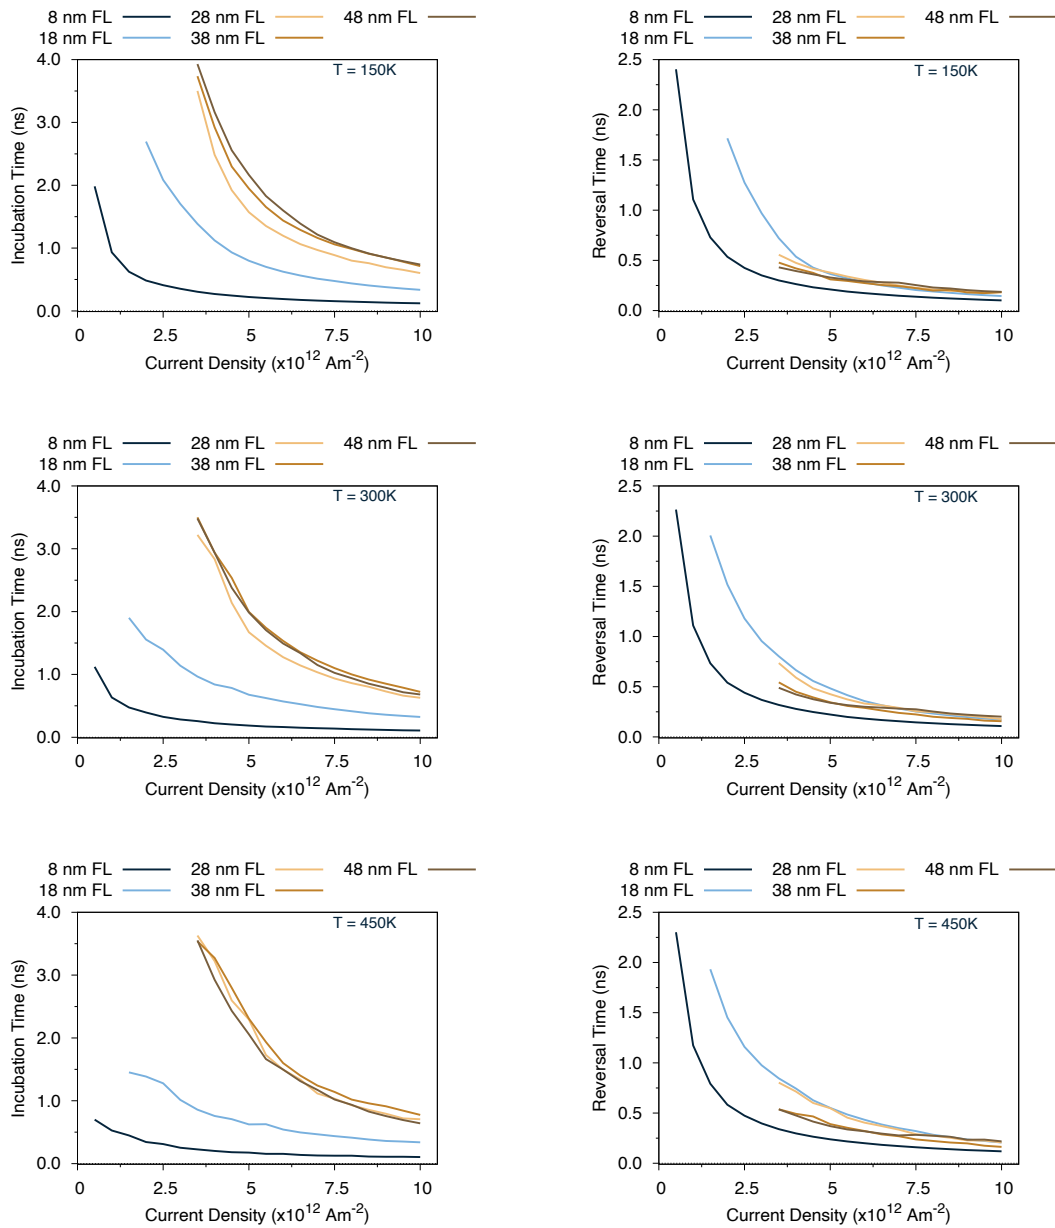 8 nm FL 28 nm FL 48 nm FL
18 nm FL 38 nm FL
T = 150K
Incubation Time (ns)
4.0
3.0
2.0
1.0
0.0
0 2.5 5 7.5 10
Current Density (x10^12 Am^-2)
8 nm FL 28 nm FL 48 nm FL
18 nm FL 38 nm FL
T = 150K
Reversal Time (ns)
2.5
2.0
1.5
1.0
0.5
0.0
0 2.5 5 7.5 10
Current Density (x10^12 Am^-2)
8 nm FL 28 nm FL 48 nm FL
18 nm FL 38 nm FL
T = 300K
Incubation Time (ns)
4.0
3.0
2.0
1.0
0.0
0 2.5 5 7.5 10
Current Density (x10^12 Am^-2)
8 nm FL 28 nm FL 48 nm FL
18 nm FL 38 nm FL
T = 300K
Reversal Time (ns)
2.5
2.0
1.5
1.0
0.5
0.0
0 2.5 5 7.5 10
Current Density (x10^12 Am^-2)
8 nm FL 28 nm FL 48 nm FL
18 nm FL 38 nm FL
T = 450K
Incubation Time (ns)
4.0
3.0
2.0
1.0
0.0
0 2.5 5 7.5 10
Current Density (x10^12 Am^-2)
8 nm FL 28 nm FL 48 nm FL
18 nm FL 38 nm FL
T = 450K
Reversal Time (ns)
2.5
2.0
1.5
1.0
0.5
0.0
0 2.5 5 7.5 10
Current Density (x10^12 Am^-2)